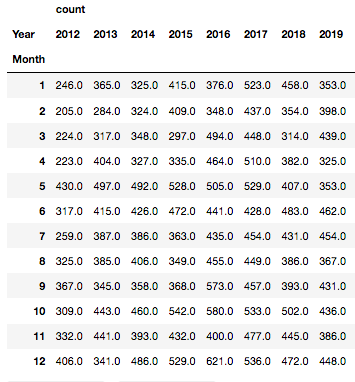 count
Year 2012 2013 2014 2015 2016 2017 2018 2019
Month
1 246.0 365.0 325.0 415.0 376.0 523.0 458.0 353.0
2 205.0 284.0 324.0 409.0 348.0 437.0 354.0 398.0
3 224.0 317.0 348.0 297.0 494.0 448.0 314.0 439.0
4 223.0 404.0 327.0 335.0 464.0 510.0 382.0 325.0
5 430.0 497.0 492.0 528.0 505.0 529.0 407.0 353.0
6 317.0 415.0 426.0 472.0 441.0 428.0 483.0 462.0
7 259.0 387.0 386.0 363.0 435.0 454.0 431.0 454.0
8 325.0 385.0 406.0 349.0 455.0 449.0 386.0 367.0
9 367.0 345.0 358.0 368.0 573.0 457.0 393.0 431.0
10 309.0 443.0 460.0 542.0 580.0 533.0 502.0 436.0
11 332.0 441.0 393.0 432.0 400.0 477.0 445.0 386.0
12 406.0 341.0 486.0 529.0 621.0 536.0 472.0 448.0